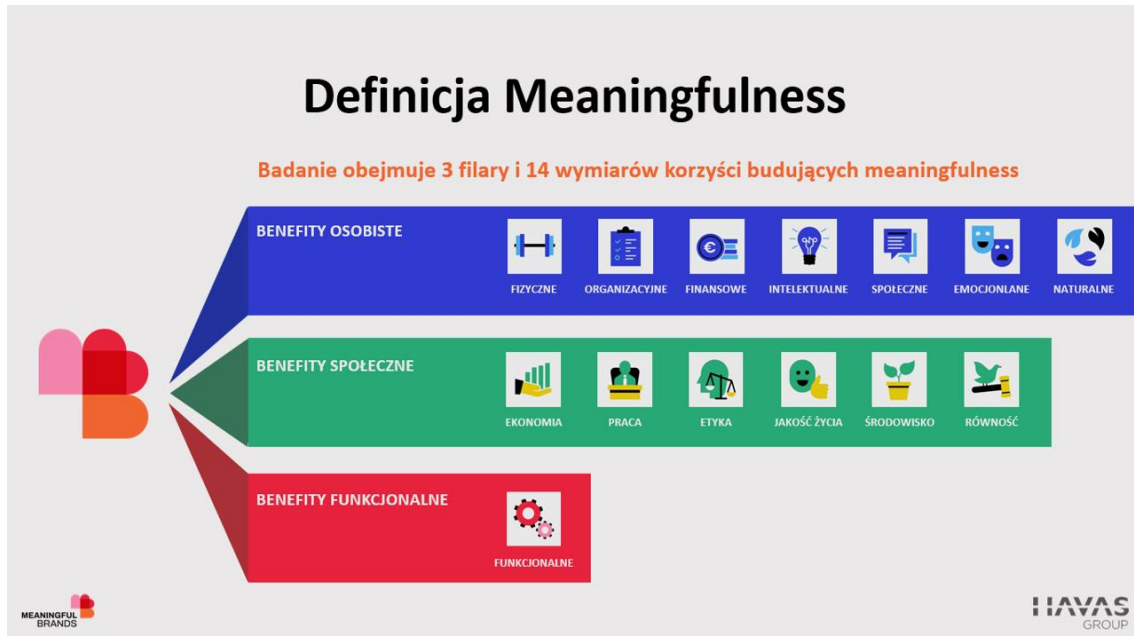 Definicja Meaningfulness
Badanie obejmuje 3 filary i 14 wymiarów korzyści budujących meaningfulness
BENEFITY OSOBISTE
FIZYCZNE
ORGANIZACYJNE
FINANSOWE
INTELEKTUALNE
SPOŁECZNE
EMOCJONLANE
NATURALNE
BENEFITY SPOŁECZNE
EKONOMIA
PRACA
ETYKA
JAKOŚĆ ŻYCIA
ŚRODOWISKO
RÓWNOŚĆ
BENEFITY FUNKCJONALNE
FUNKCJONALNE
MEANINGFUL
BRANDS
HAVAS
GROUP